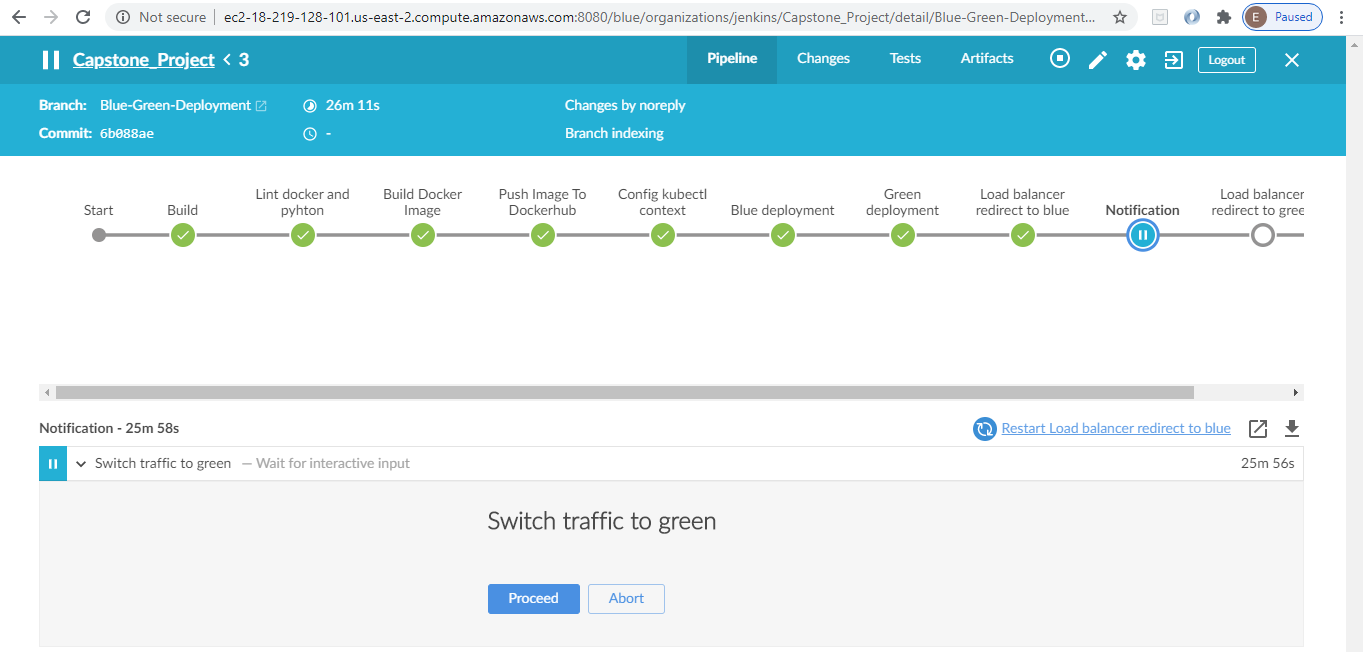 Not secure ec2-18-219-128-101.us-east-2.compute.amazonaws.com:8080/blue/organizations/jenkins/Capstone_Project/detail/Blue-Green-Deployment... E Paused
Capstone_Project < 3 Pipeline Changes Tests Artifacts Logout
Branch: Blue-Green-Deployment 26m 11s Changes by noreply
Commit: 6b088ae - Branch indexing
Start
Build
Lint docker and
pyhton
Build Docker
Image
Push Image To
Dockerhub
Config kubectl
context
Blue deployment
Green
deployment
Load balancer
redirect to blue
Notification
Load balancer
redirect to gree
Notification - 25m 58s Restart Load balancer redirect to blue
Switch traffic to green — Wait for interactive input 25m 56s
Switch traffic to green
Proceed Abort